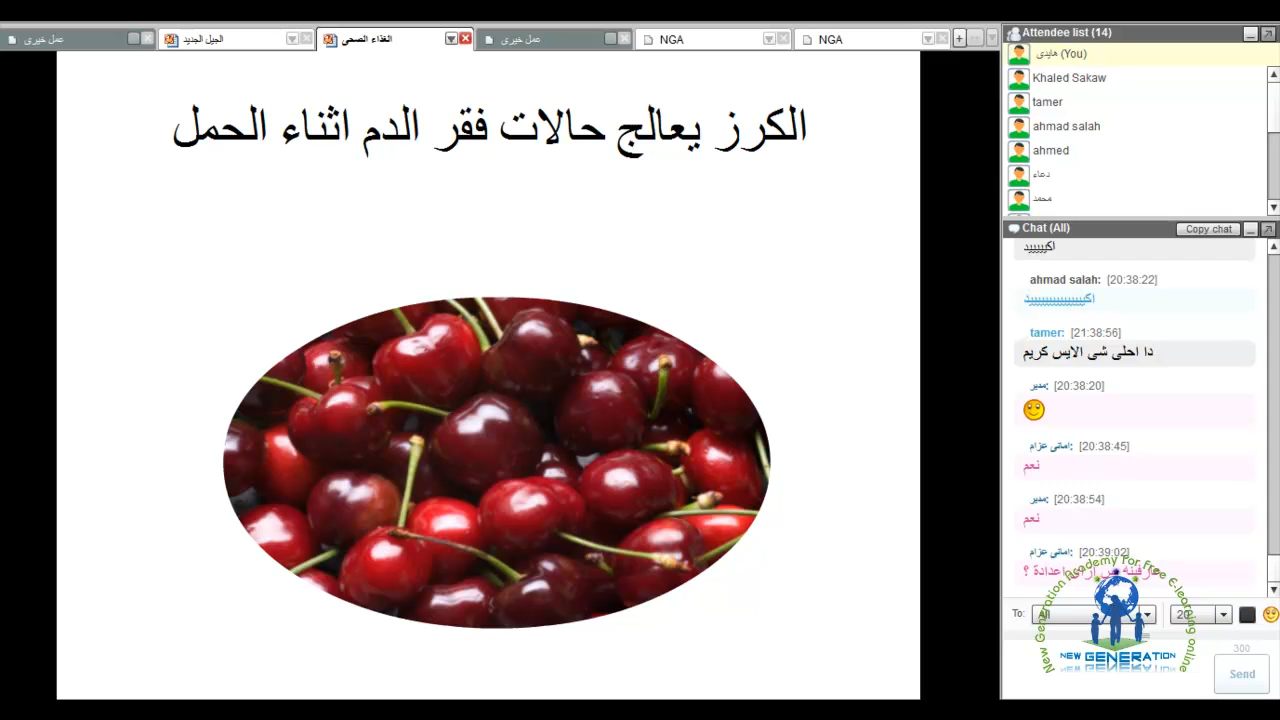 عمل خيرى
الجيل الجديد
الغذاء الصحى
عمل خيرى
NGA
NGA
الكرز يعالج حالات فقر الدم اثناء الحمل
Attendee list (14)
هايدى (You)
Khaled Sakaw
tamer
ahmad salah
ahmed
دعاء
محمد
Chat (All)
Copy chat
اكيييييد
ahmad salah: [20:38:22]
tamer: [21:38:56]
دا احلى شى الايس كريم
مدير: [20:38:20]
امانى عزام: [20:38:45]
نعم
مدير: [20:38:54]
نعم
امانى عزام: [20:39:02]
To:
20
300
Send
New Generation Academy For Free E-learning online
NEW GENERATION